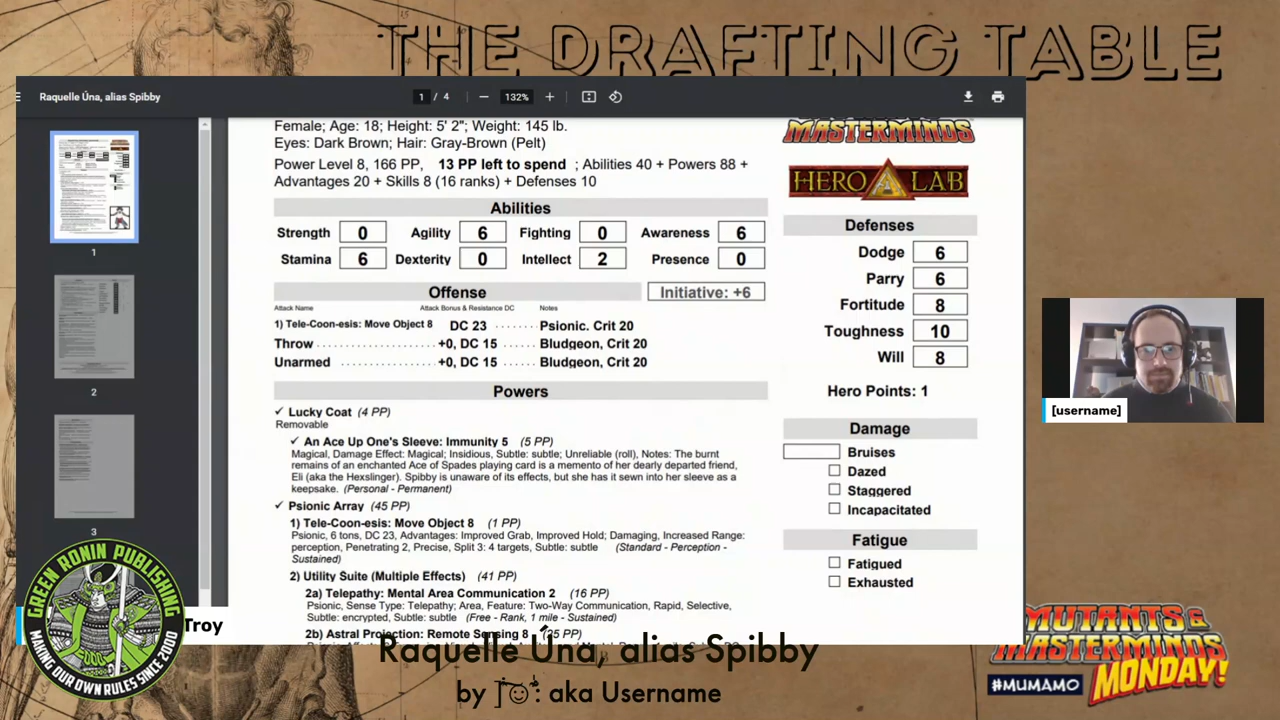 THE DRAFTING TABLE
Raquelle Úna, alias Spibby
1 / 4
132%
Female; Age: 18; Height: 5' 2"; Weight: 145 lb.
Eyes: Dark Brown; Hair: Gray-Brown (Pelt)
Power Level 8, 166 PP, 13 PP left to spend ; Abilities 40 + Powers 88 +
Advantages 20 + Skills 8 (16 ranks) + Defenses 10
Abilities
Strength 0 Agility 6 Fighting 0 Awareness 6
Stamina 6 Dexterity 0 Intellect 2 Presence 0
Offense
Initiative: +6
Attack Name Attack Bonus & Resistance DC Notes
1) Tele-Coon-esis: Move Object 8 DC 23 ....... Psionic. Crit 20
Throw ........................ +0, DC 15 ...... Bludgeon, Crit 20
Unarmed ................... +0, DC 15 ...... Bludgeon, Crit 20
Powers
✓ Lucky Coat (4 PP)
Removable
✓ An Ace Up One's Sleeve: Immunity 5 (5 PP)
Magical, Damage Effect: Magical; Insidious, Subtle: subtle; Unreliable (roll), Notes: The burnt
remains of an enchanted Ace of Spades playing card is a memento of her dearly departed friend,
Eli (aka the Hexslinger). Spibby is unaware of its effects, but she has it sewn into her sleeve as a
keepsake. (Personal - Permanent)
✓ Psionic Array (45 PP)
1) Tele-Coon-esis: Move Object 8 (1 PP)
Psionic, 6 tons, DC 23, Advantages: Improved Grab, Improved Hold; Damaging, Increased Range:
perception, Penetrating 2, Precise, Split 3: 4 targets, Subtle: subtle (Standard - Perception -
Sustained)
2) Utility Suite (Multiple Effects) (41 PP)
2a) Telepathy: Mental Area Communication 2 (16 PP)
Psionic, Sense Type: Telepathy; Area, Feature: Two-Way Communication, Rapid, Selective,
Subtle: encrypted, Subtle: subtle (Free - Rank, 1 mile - Sustained)
2b) Astral Projection: Remote Sensing 8 (25 PP)
MASTERMINDS
HERO LAB
Defenses
Dodge 6
Parry 6
Fortitude 8
Toughness 10
Will 8
Hero Points: 1
Damage
Bruises
Dazed
Staggered
Incapacitated
Fatigue
Fatigued
Exhausted
1
2
3
[username]
GREEN RONIN PUBLISHING
MAKING OUR OWN RULES SINCE 2000
Troy
Raquelle Úna, alias Spibby
aka Username
by
MUTANTS &
MASTERMINDS
MONDAY!
#MUMAMO